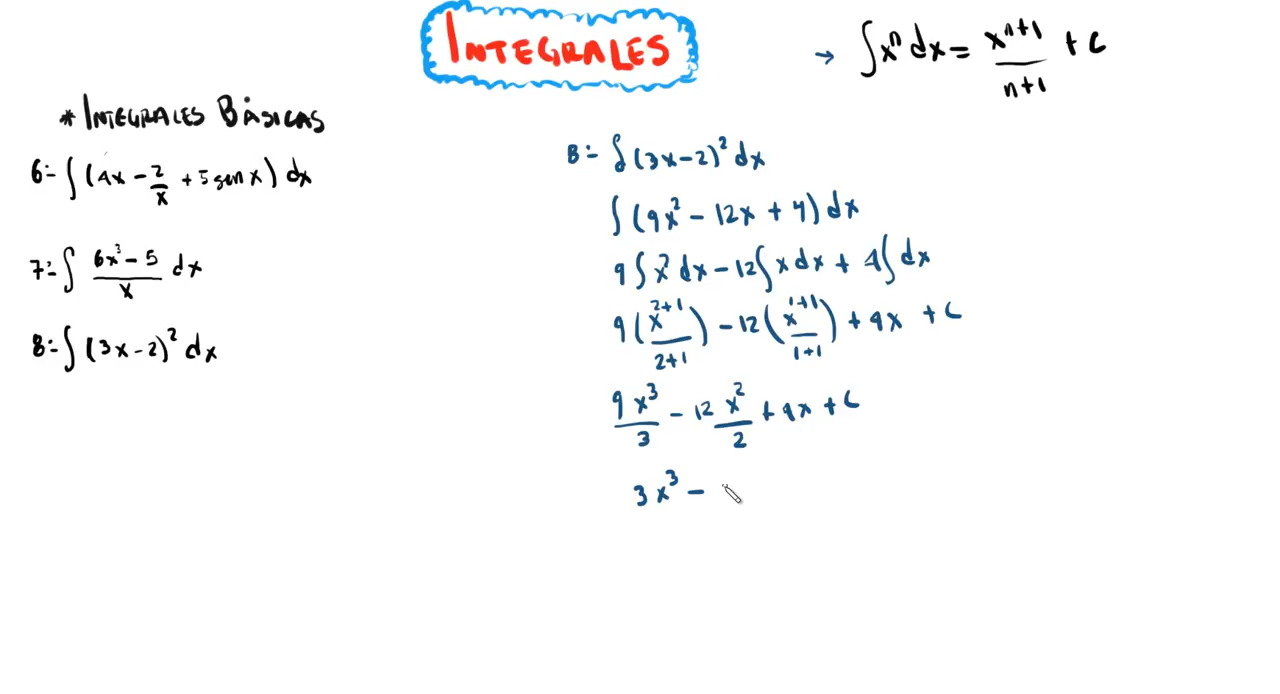 INTEGRALES
→ ∫xⁿ dx = xⁿ⁺¹/n+1 + C
* INTEGRALES BÁSICAS
6:- ∫(4x - 2/x + 5 sen x) dx
7:- ∫ 6x³ - 5/x dx
8:- ∫(3x - 2)² dx
8:- ∫(3x - 2)² dx
∫(9x² - 12x + 4) dx
9∫x² dx - 12∫x dx + 4∫dx
9(x²⁺¹/2+1) - 12(x¹⁺¹/1+1) + 4x + C
9x³/3 - 12 x²/2 + 4x + C
3x³ -